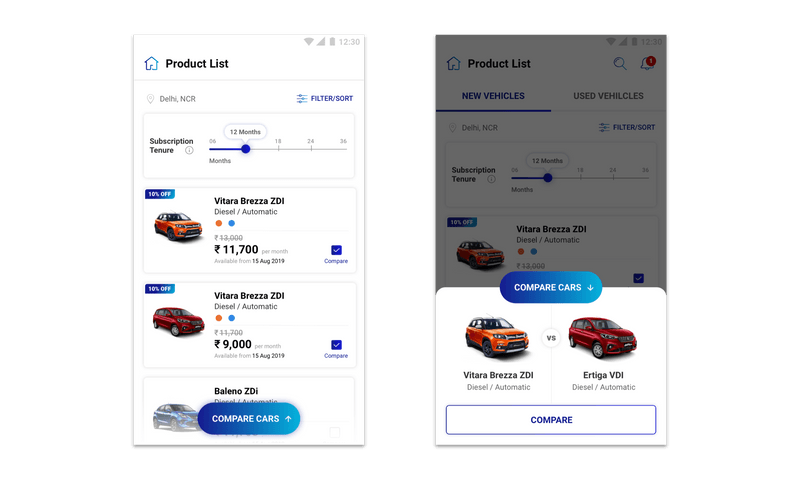 12:30
Product List
Delhi, NCR
FILTER/SORT
12 Months
Subscription
Tenure
06 18 24 36
Months
10% OFF
Vitara Brezza ZDI
Diesel / Automatic
₹ 13,000
₹ 11,700 per month
Available from 15 Aug 2019
Compare
10% OFF
Vitara Brezza ZDI
Diesel / Automatic
₹ 11,700
₹ 9,000 per month
Available from 15 Aug 2019
Compare
Baleno ZDi
Diesel / Automatic
COMPARE CARS
12:30
Product List
1
NEW VEHICLES
USED VEHILCLES
Delhi, NCR
FILTER/SORT
12 Months
Subscription
Tenure
06 18 24 36
Months
10% OFF
Vitara Brezza ZDI
Diesel / Automatic
₹ 13,000
COMPARE CARS
VS
Vitara Brezza ZDI
Diesel / Automatic
Ertiga VDI
Diesel / Automatic
COMPARE